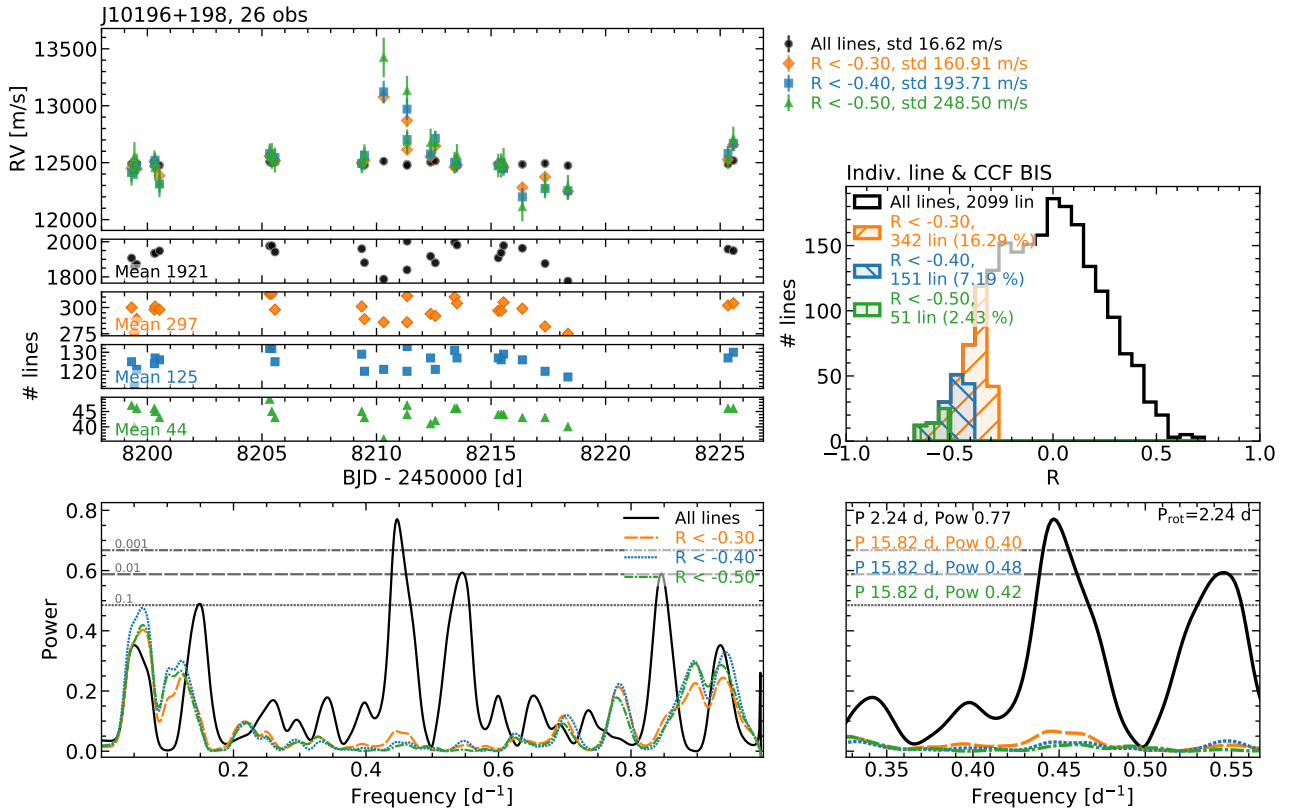 J10196+198, 26 obs
13500
13000
12500
12000
RV [m/s]
All lines, std 16.62 m/s
R < -0.30, std 160.91 m/s
R < -0.40, std 193.71 m/s
R < -0.50, std 248.50 m/s
2000
1800
Mean 1921
300
275
Mean 297
130
120
Mean 125
45
40
Mean 44
# lines
8200
8205
8210
8215
8220
8225
BJD - 2450000 [d]
Indiv. line & CCF BIS
All lines, 2099 lin
R < -0.30,
342 lin (16.29 %)
R < -0.40,
151 lin (7.19 %)
R < -0.50,
51 lin (2.43 %)
150
100
50
0
# lines
−1.0
−0.5
0.0
0.5
1.0
R
0.8
0.6
0.4
0.2
0.0
Power
0.001
0.01
0.1
All lines
R < -0.30
R < -0.40
R < -0.50
0.2
0.4
0.6
0.8
Frequency [d⁻¹]
P 2.24 d, Pow 0.77
P 15.82 d, Pow 0.40
P 15.82 d, Pow 0.48
P 15.82 d, Pow 0.42
P_rot=2.24 d
0.35
0.40
0.45
0.50
0.55
Frequency [d⁻¹]